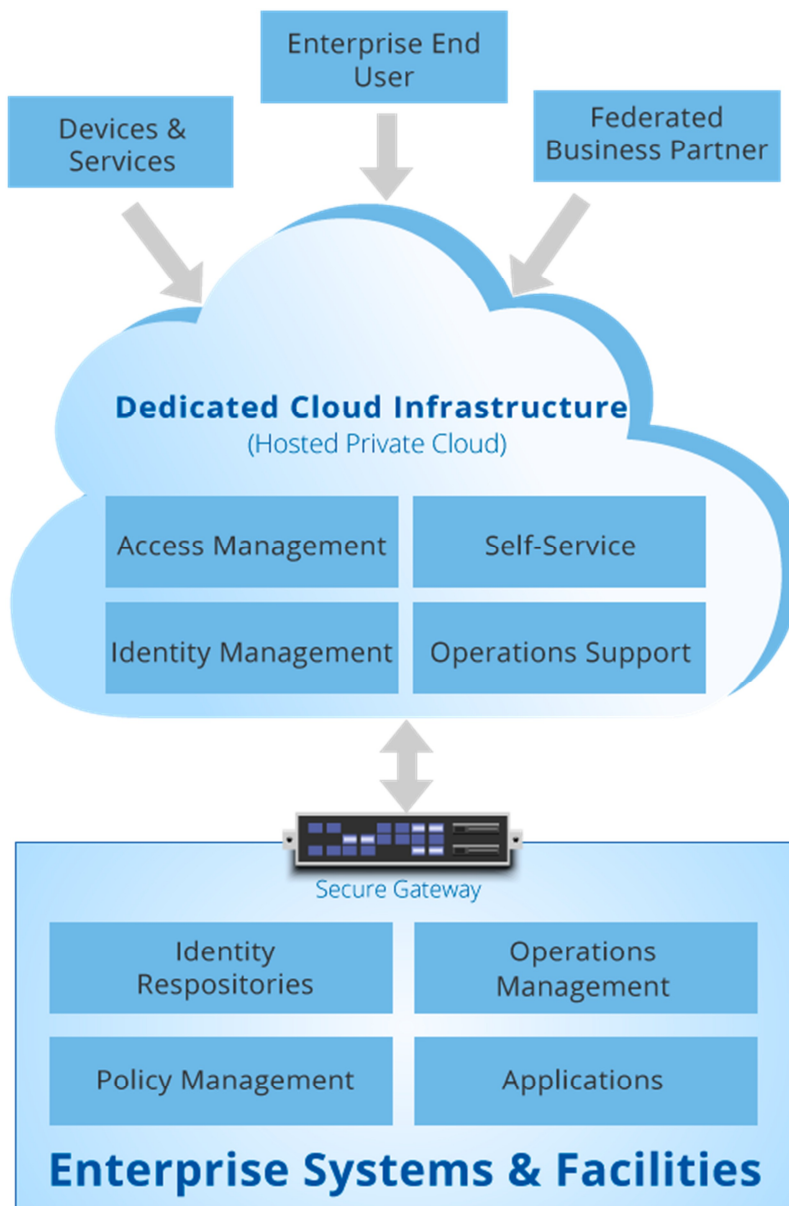 Enterprise End
User
Devices &
Services
Federated
Business Partner
Dedicated Cloud Infrastructure
(Hosted Private Cloud)
Access Management
Self-Service
Identity Management
Operations Support
Secure Gateway
Identity
Respositories
Operations
Management
Policy Management
Applications
Enterprise Systems & Facilities